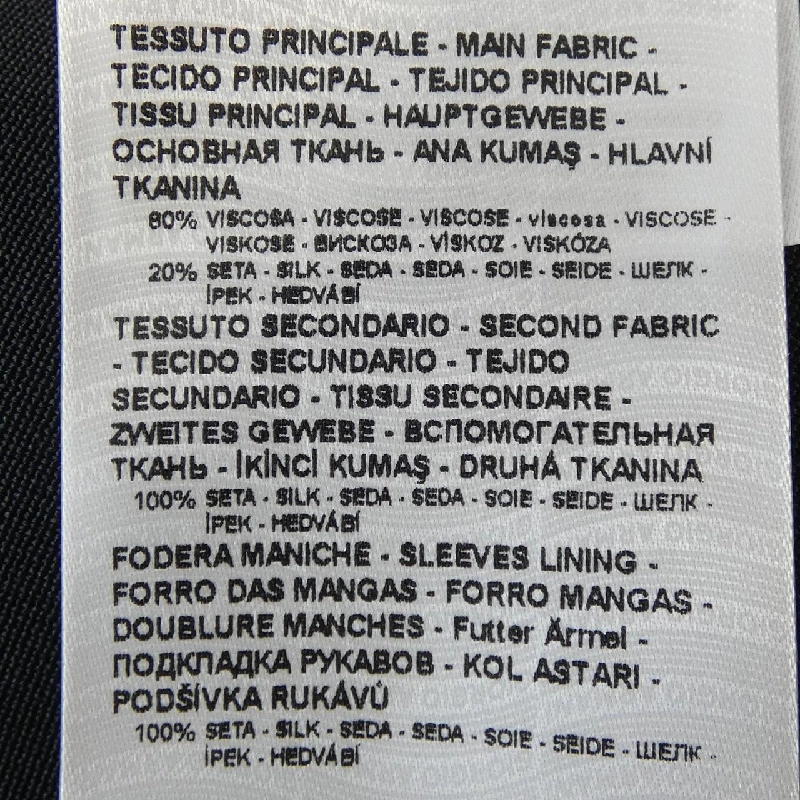 TESSUTO PRINCIPALE - MAIN FABRIC -
TECIDO PRINCIPAL - TEJIDO PRINCIPAL -
TISSU PRINCIPAL - HAUPTGEWEBE -
ОСНОВНАЯ ТКАНЬ - ANA KUMAŞ - HLAVNÍ
TKANINA
80% VISCOSA - VISCOSE - VISCOSE - viscosa - VISCOSE -
VISKOSE - ВИСКОЗА - VİSKOZ - VISKÓZA
20% SETA - SILK - SEDA - SEDA - SOIE - SEIDE - ШЕЛК -
İPEK - HEDVÁBÍ
TESSUTO SECONDARIO - SECOND FABRIC
- TECIDO SECUNDARIO - TEJIDO
SECUNDARIO - TISSU SECONDAIRE -
ZWEITES GEWEBE - ВСПОМОГАТЕЛЬНАЯ
ТКАНЬ - İKİNCİ KUMAŞ - DRUHÁ TKANINA
100% SETA - SILK - SEDA - SEDA - SOIE - SEIDE - ШЕЛК -
İPEK - HEDVÁBÍ
FODERA MANICHE - SLEEVES LINING -
FORRO DAS MANGAS - FORRO MANGAS -
DOUBLURE MANCHES - Futter Ärmel -
ПОДКЛАДКА РУКАВОВ - KOL ASTARI -
PODŠÍVKA RUKÁVŮ
100% SETA - SILK - SEDA - SEDA - SOIE - SEIDE - ШЕЛК -
İPEK - HEDVÁBÍ